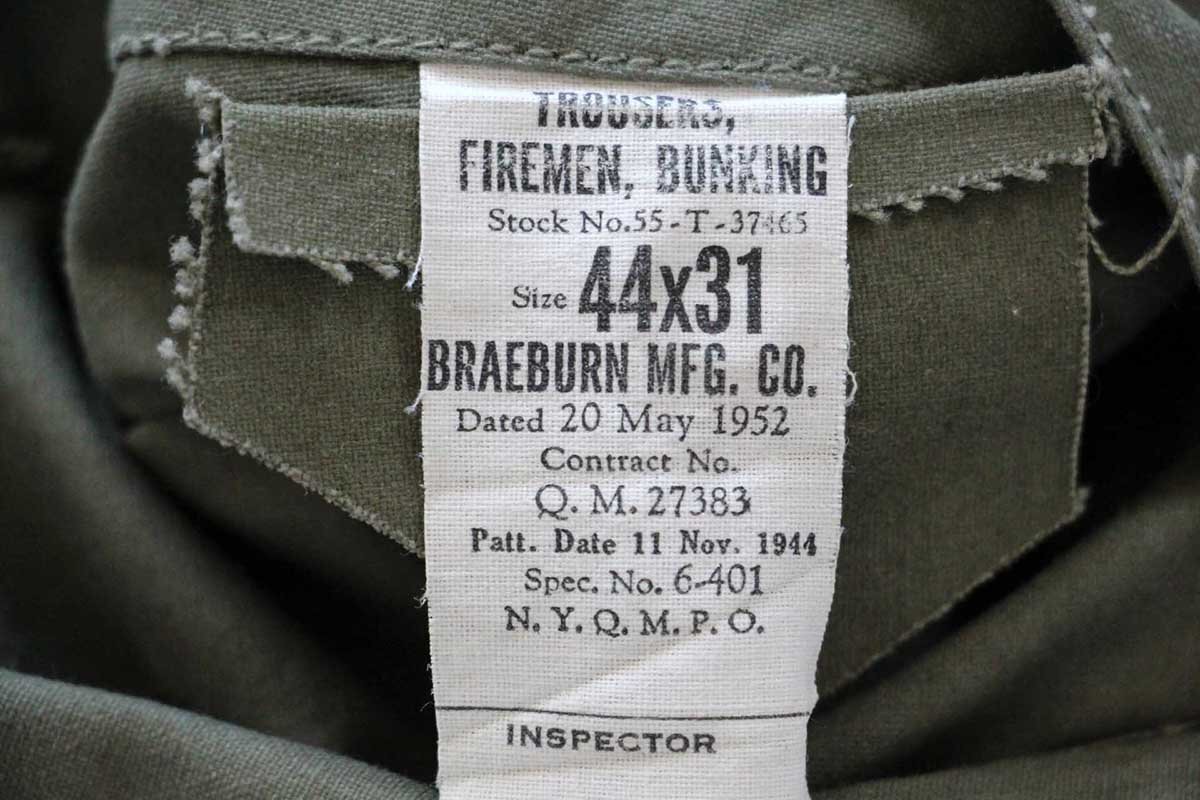 TROUSERS,
FIREMEN, BUNKING
Stock No.55-T-37465
Size 44x31
BRAEBURN MFG. CO.
Dated 20 May 1952
Contract No.
Q. M. 27383
Patt. Date 11 Nov. 1944
Spec. No. 6-401
N. Y. Q. M. P. O.
INSPECTOR